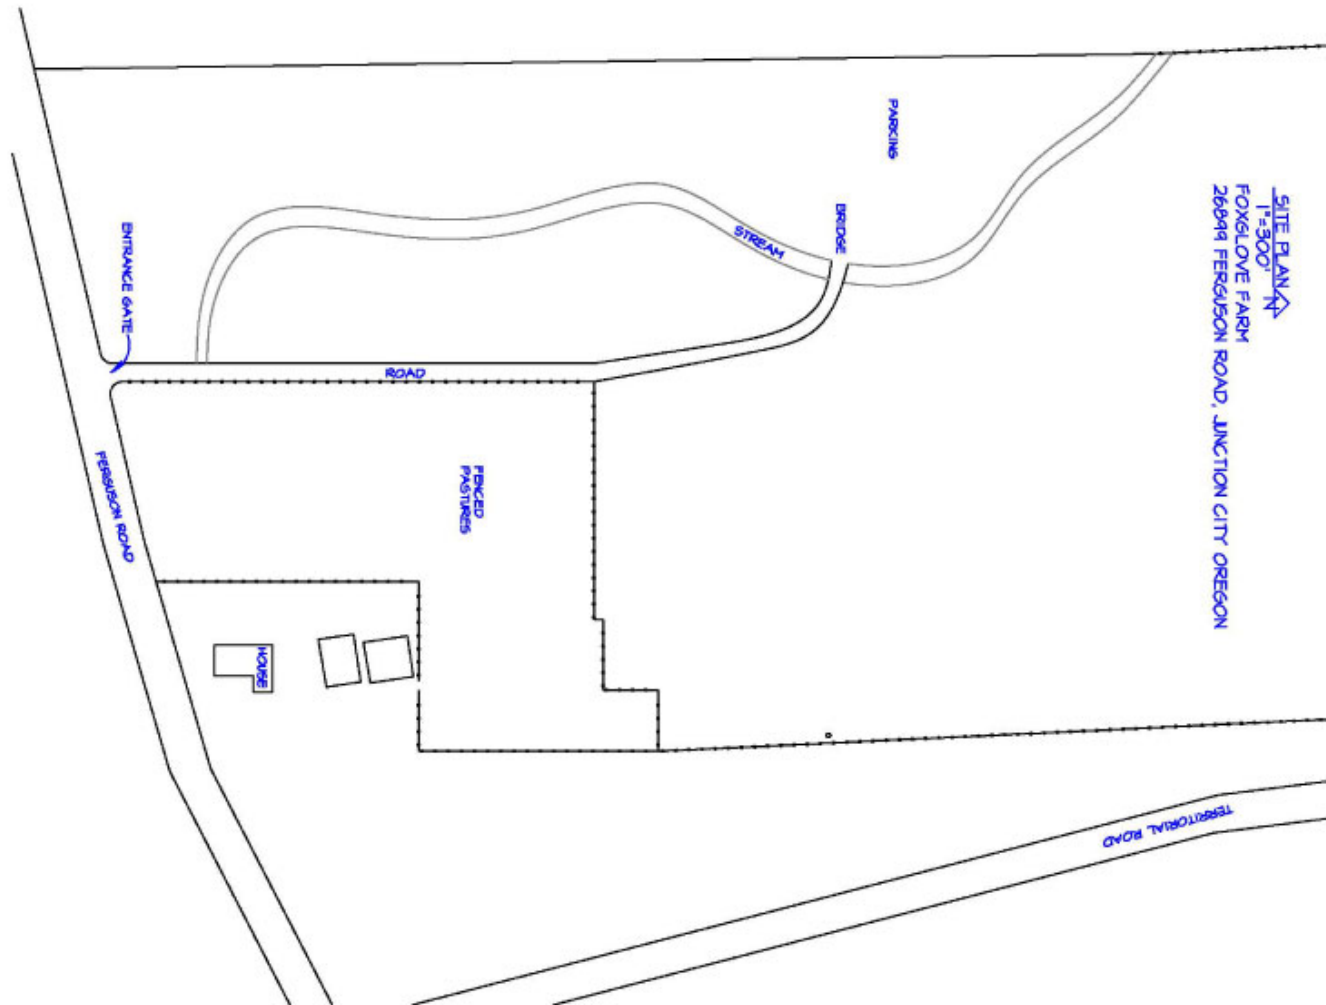 SITE PLAN N
1"=300'
FOXGLOVE FARM
26899 FERGUSON ROAD, JUNCTION CITY OREGON
PARKING
BRIDGE
STREAM
ENTRANCE GATE
ROAD
FENCED
PASTURES
FERGUSON ROAD
HOUSE
TERRITORIAL ROAD